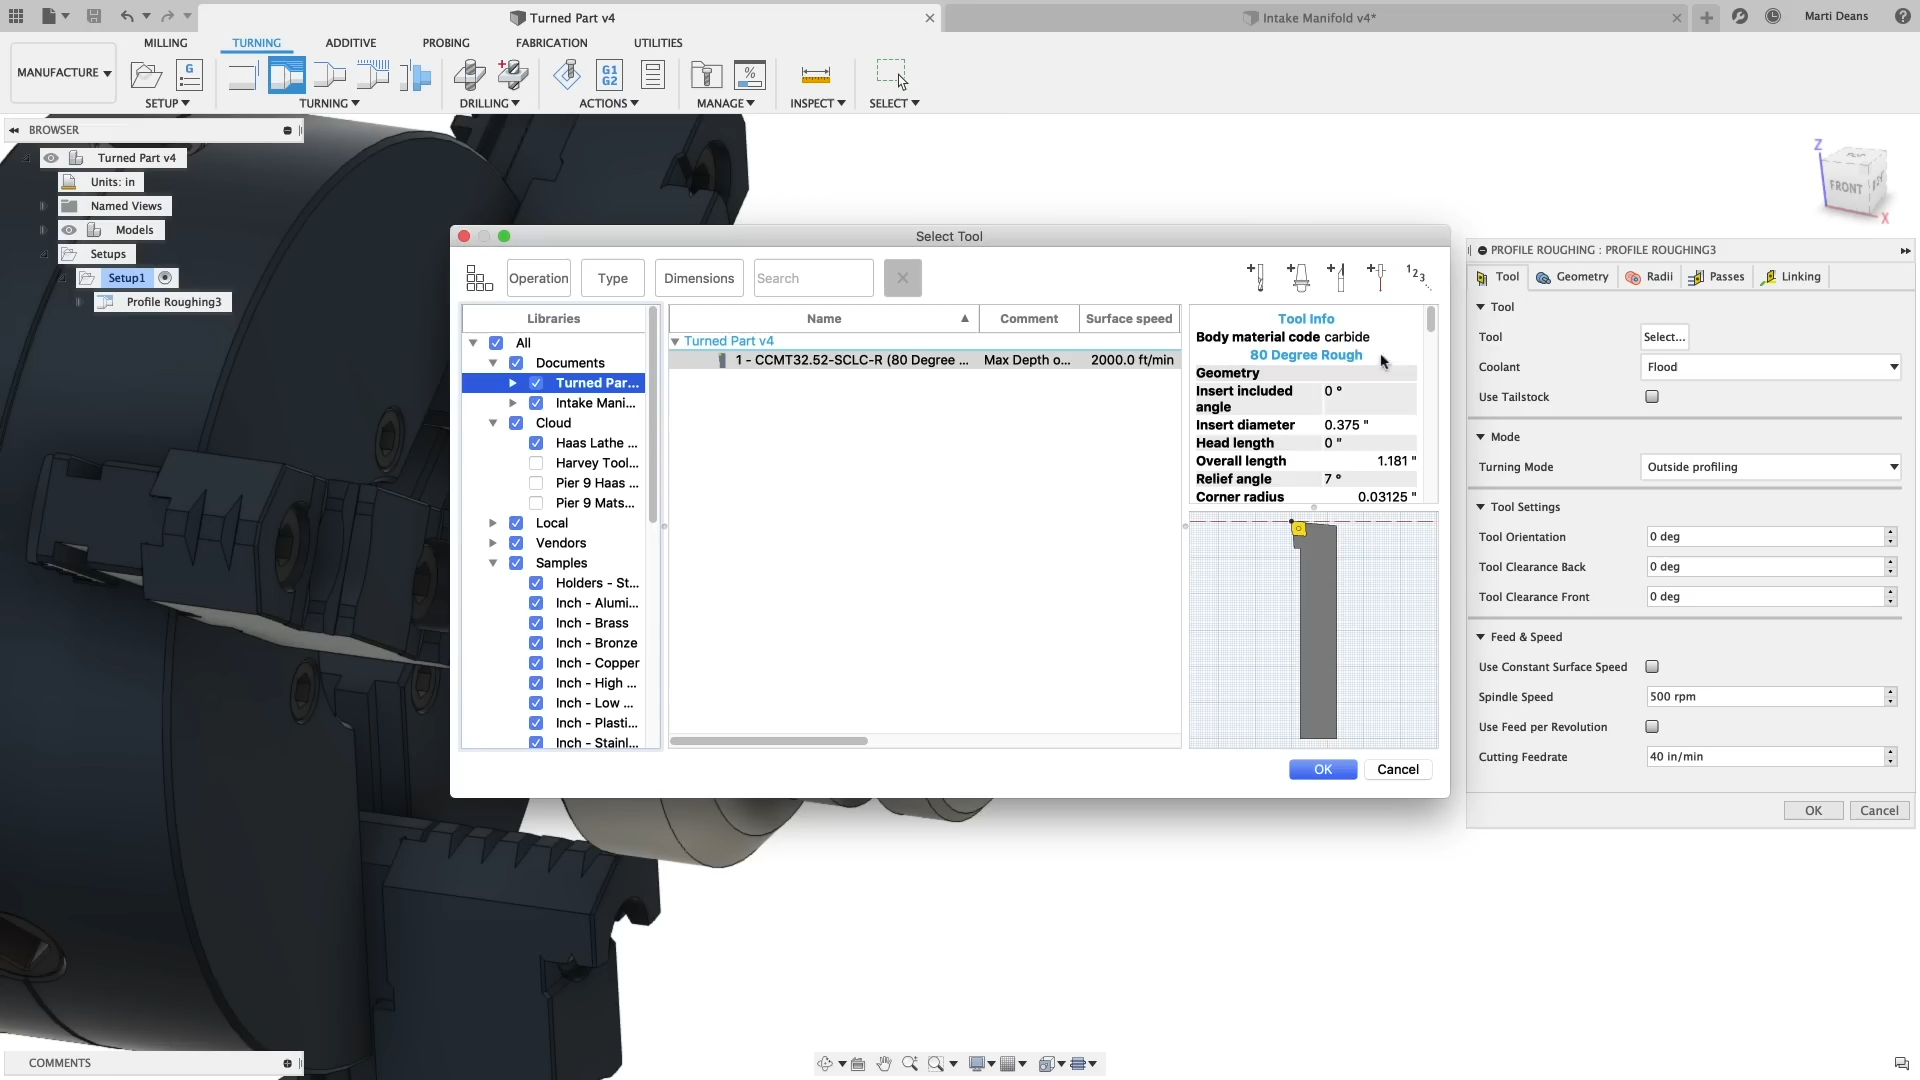 Turned Part v4
Intake Manifold v4*
Marti Deans
MILLING
TURNING
ADDITIVE
PROBING
FABRICATION
UTILITIES
MANUFACTURE
G
G1
G2
%
SETUP
TURNING
DRILLING
ACTIONS
MANAGE
INSPECT
SELECT
BROWSER
Turned Part v4
Units: in
Named Views
Models
Setups
Setup1
Profile Roughing3
Z
FRONT
X
Select Tool
Operation
Type
Dimensions
Search
Libraries
All
Documents
Turned Par...
Intake Mani...
Cloud
Haas Lathe ...
Harvey Tool...
Pier 9 Haas ...
Pier 9 Mats...
Local
Vendors
Samples
Holders - St...
Inch - Alumi...
Inch - Brass
Inch - Bronze
Inch - Copper
Inch - High ...
Inch - Low ...
Inch - Plasti...
Inch - Stainl...
Name
Comment
Surface speed
Turned Part v4
1 - CCMT32.52-SCLC-R (80 Degree ...
Max Depth o...
2000.0 ft/min
Tool Info
Body material code carbide
80 Degree Rough
Geometry
Insert included angle 0 °
Insert diameter 0.375 "
Head length 0 "
Overall length 1.181 "
Relief angle 7 °
Corner radius 0.03125 "
OK
Cancel
PROFILE ROUGHING : PROFILE ROUGHING3
Tool
Geometry
Radii
Passes
Linking
Tool
Tool Select...
Coolant Flood
Use Tailstock
Mode
Turning Mode Outside profiling
Tool Settings
Tool Orientation 0 deg
Tool Clearance Back 0 deg
Tool Clearance Front 0 deg
Feed & Speed
Use Constant Surface Speed
Spindle Speed 500 rpm
Use Feed per Revolution
Cutting Feedrate 40 in/min
OK
Cancel
COMMENTS